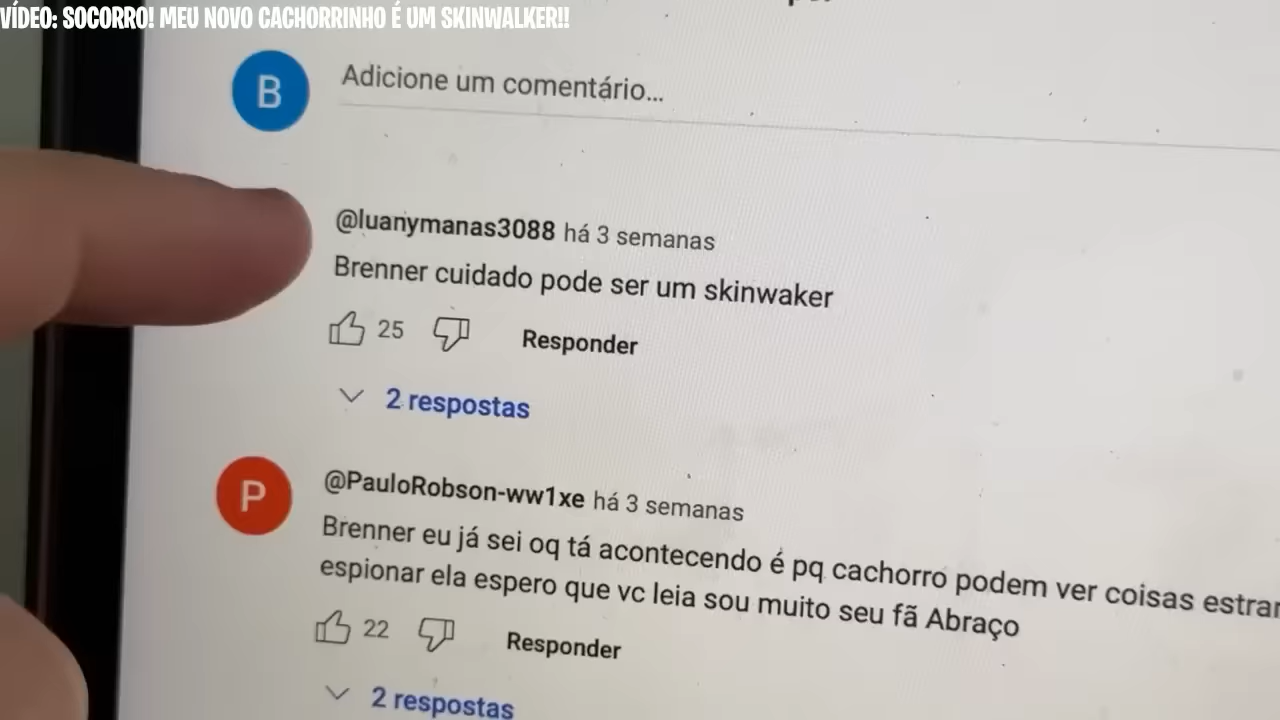 VÍDEO: SOCORRO! MEU NOVO CACHORRINHO É UM SKINWALKER!!
B
Adicione um comentário...
@luanymanas3088 há 3 semanas
Brenner cuidado pode ser um skinwaker
25 Responder
2 respostas
P
@PauloRobson-ww1xe há 3 semanas
Brenner eu já sei oq tá acontecendo é pq cachorro podem ver coisas
espionar ela espero que vc leia sou muito seu fã Abraço
22 Responder
2 respostas